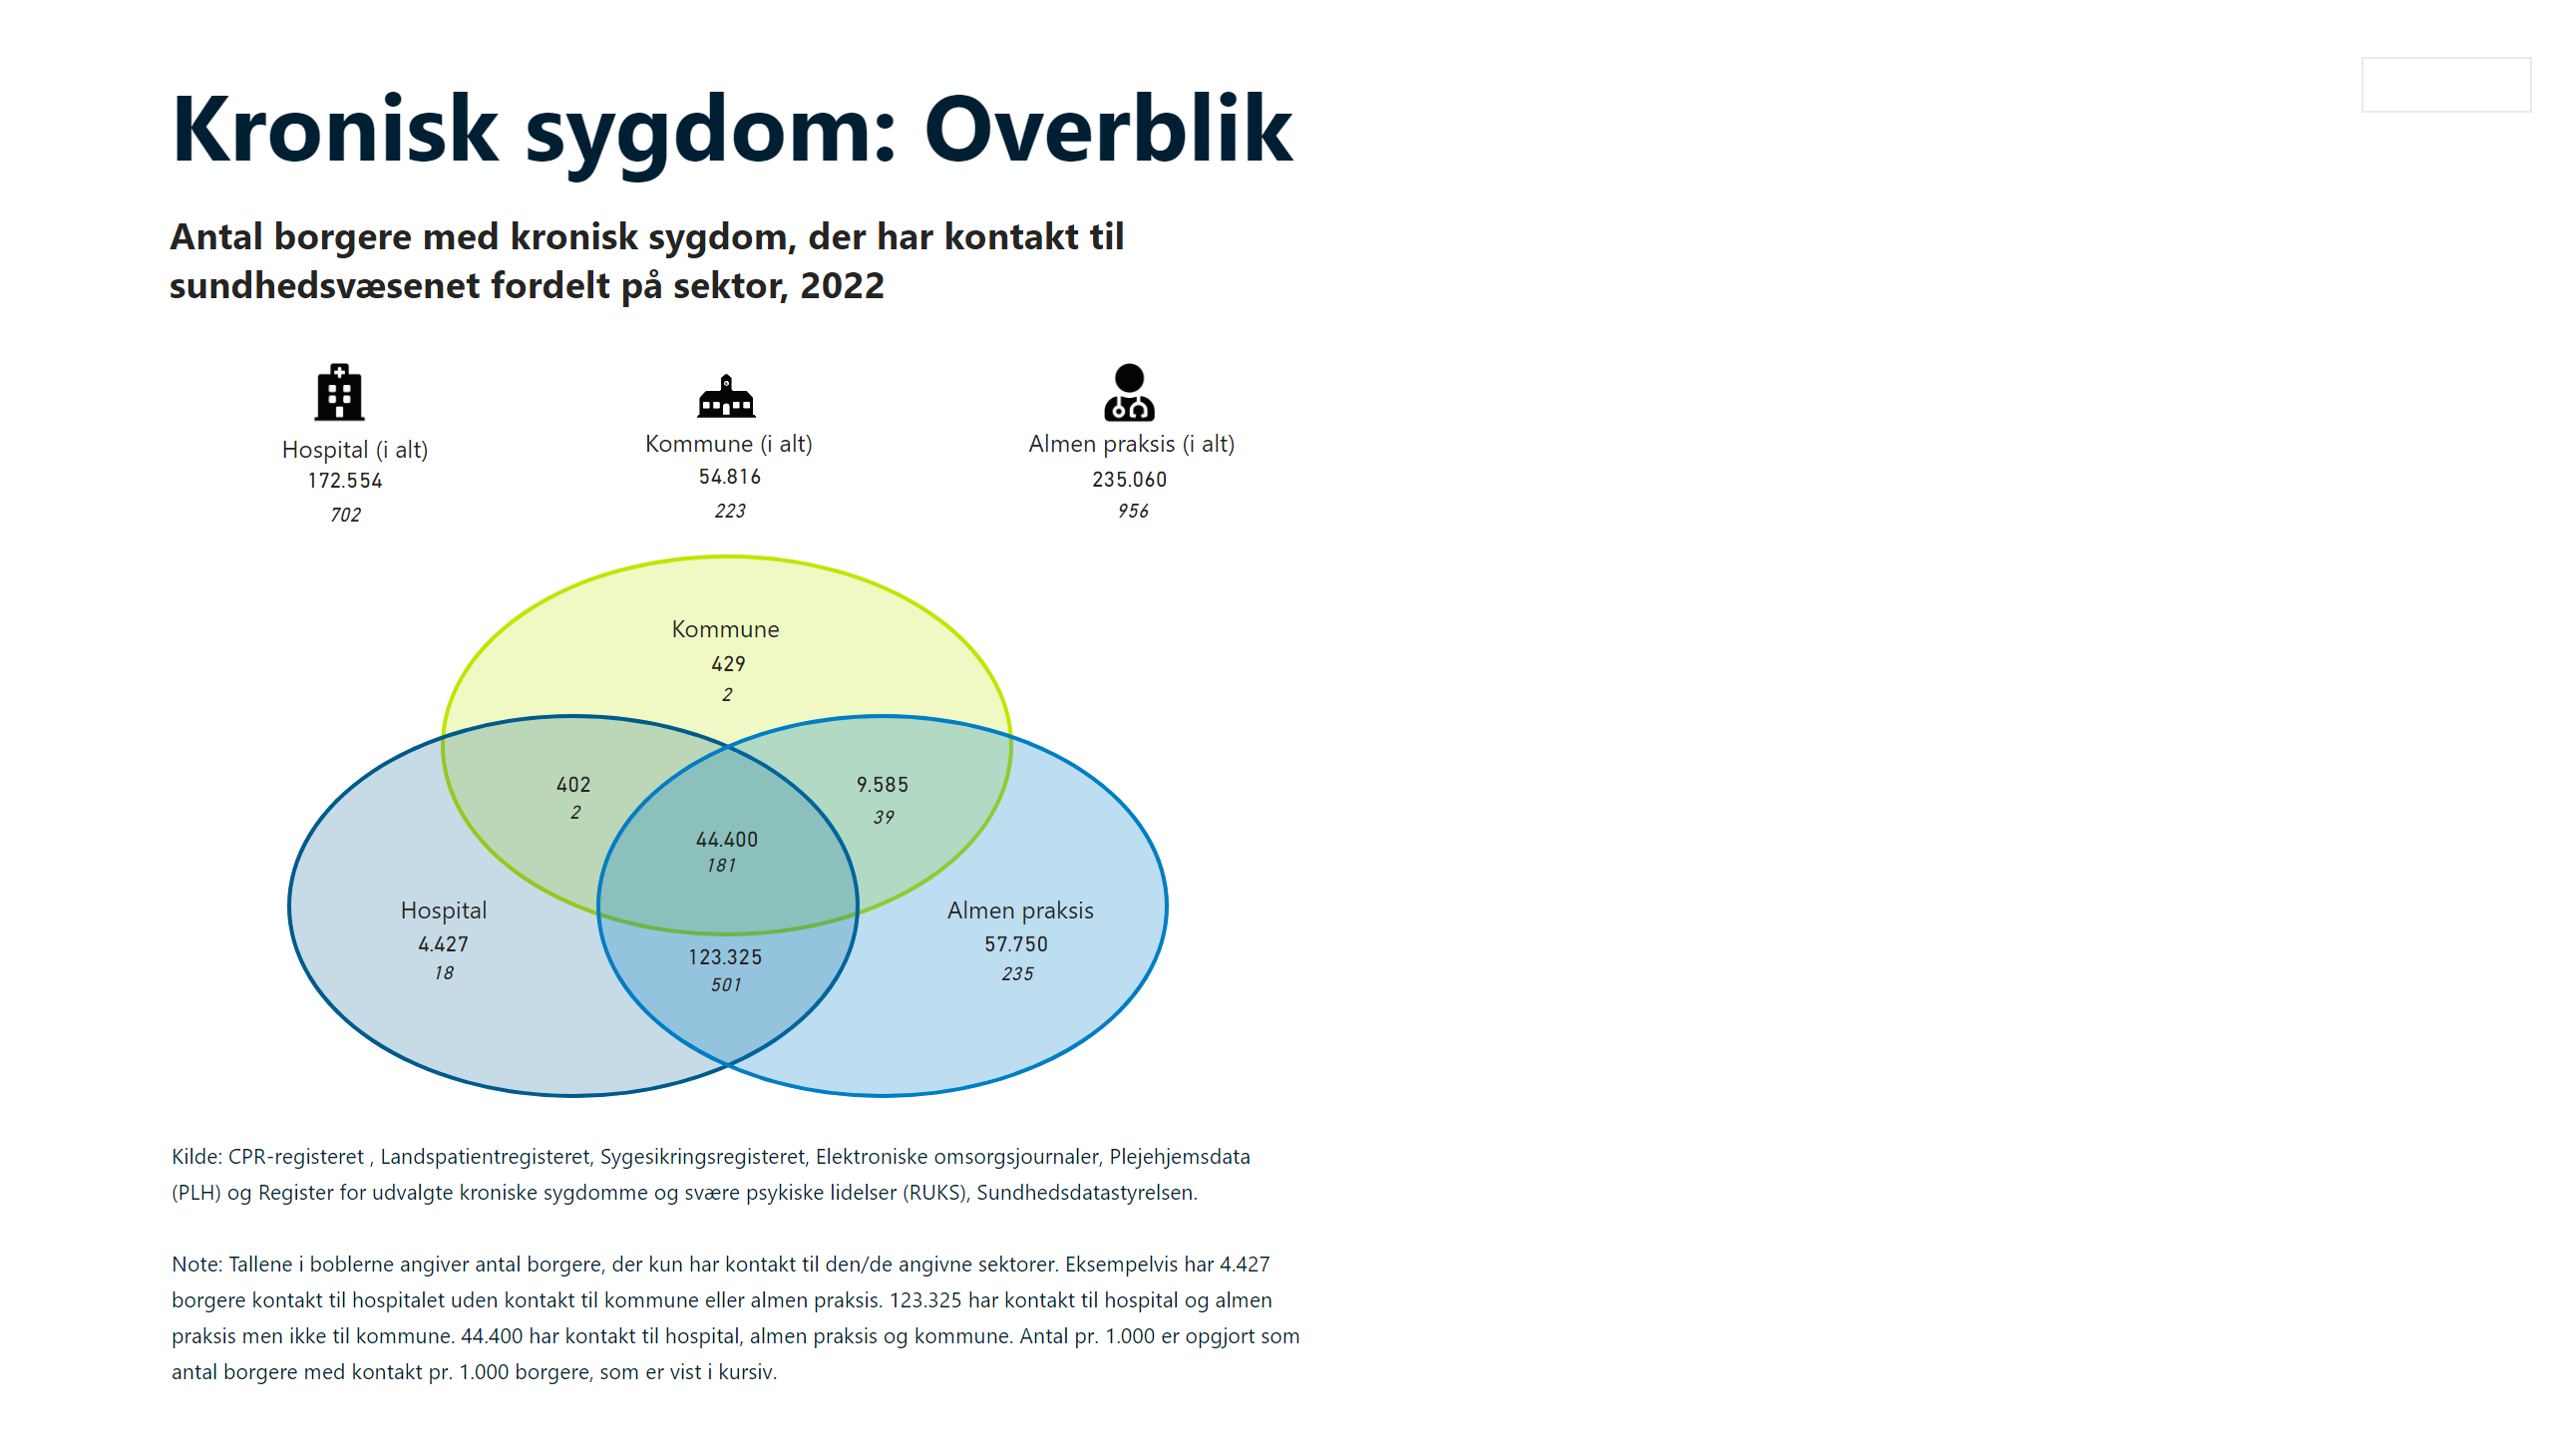 Kronisk sygdom: Overblik
Antal borgere med kronisk sygdom, der har kontakt til
sundhedsvæsenet fordelt på sektor, 2022
Hospital (i alt)
172.554
702
Kommune (i alt)
54.816
223
Almen praksis (i alt)
235.060
956
Kommune
429
2
402
2
9.585
39
44.400
181
Hospital
4.427
18
123.325
501
Almen praksis
57.750
235
Kilde: CPR-registeret , Landspatientregisteret, Sygesikringsregisteret, Elektroniske omsorgsjournaler, Plejehjemsdata
(PLH) og Register for udvalgte kroniske sygdomme og svære psykiske lidelser (RUKS), Sundhedsdatastyrelsen.
Note: Tallene i boblerne angiver antal borgere, der kun har kontakt til den/de angivne sektorer. Eksempelvis har 4.427
borgere kontakt til hospitalet uden kontakt til kommune eller almen praksis. 123.325 har kontakt til hospital og almen
praksis men ikke til kommune. 44.400 har kontakt til hospital, almen praksis og kommune. Antal pr. 1.000 er opgjort som
antal borgere med kontakt pr. 1.000 borgere, som er vist i kursiv.